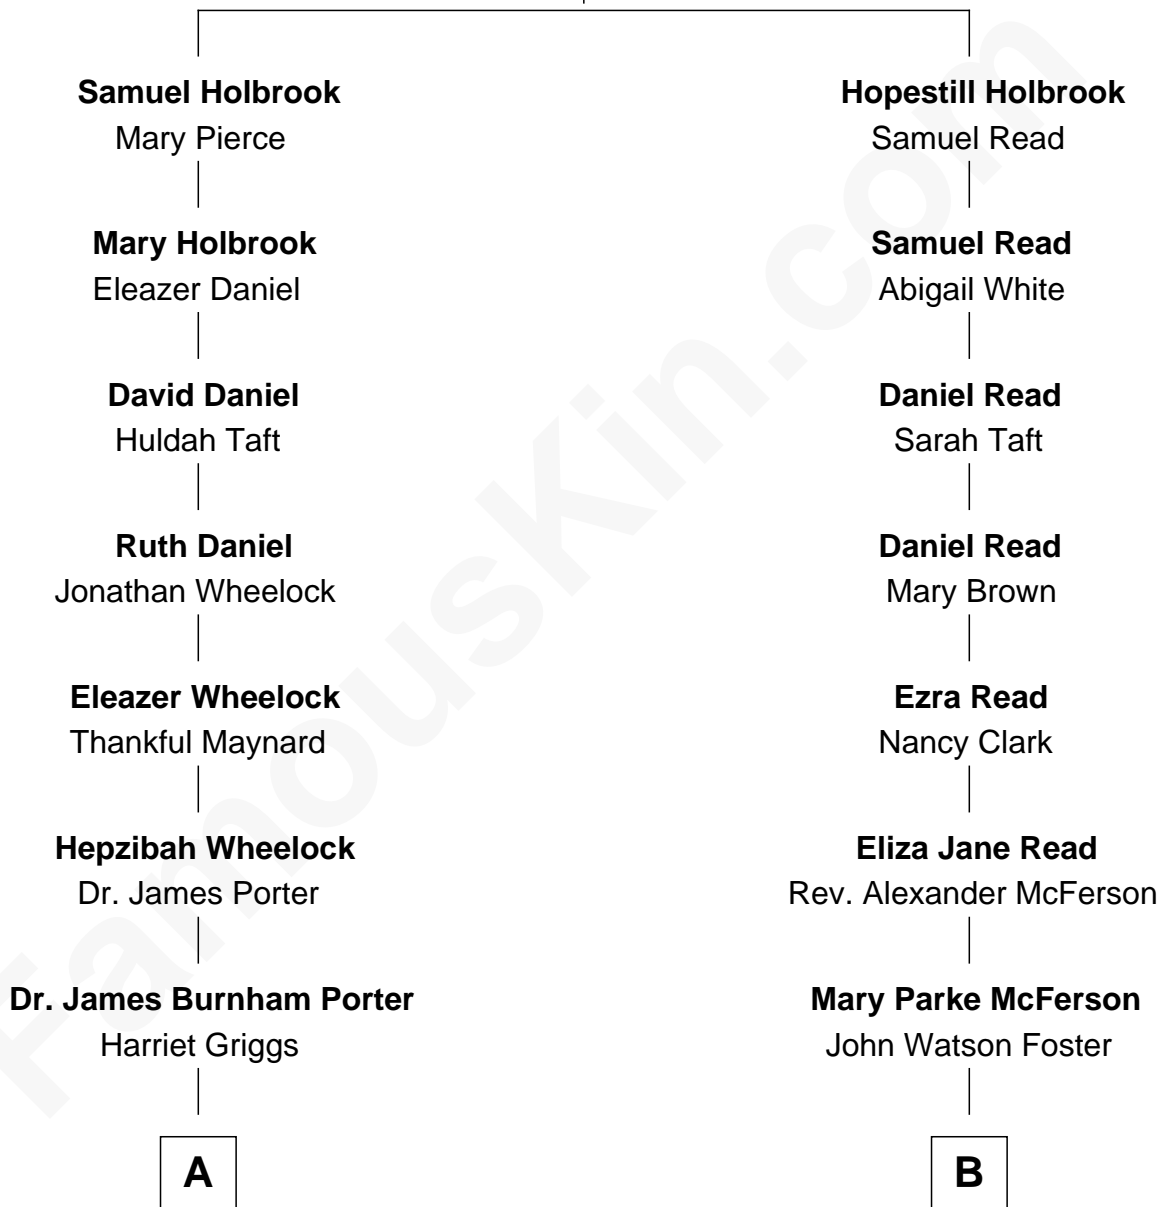 Samuel Holbrook
Mary Pierce
Mary Holbrook
Eleazer Daniel
David Daniel
Huldah Taft
Ruth Daniel
Jonathan Wheelock
Eleazer Wheelock
Thankful Maynard
Hepzibah Wheelock
Dr. James Porter
Dr. James Burnham Porter
Harriet Griggs
A
Hopestill Holbrook
Samuel Read
Samuel Read
Abigail White
Daniel Read
Sarah Taft
Daniel Read
Mary Brown
Ezra Read
Nancy Clark
Eliza Jane Read
Rev. Alexander McFerson
Mary Parke McFerson
John Watson Foster
B
FamousKin.com